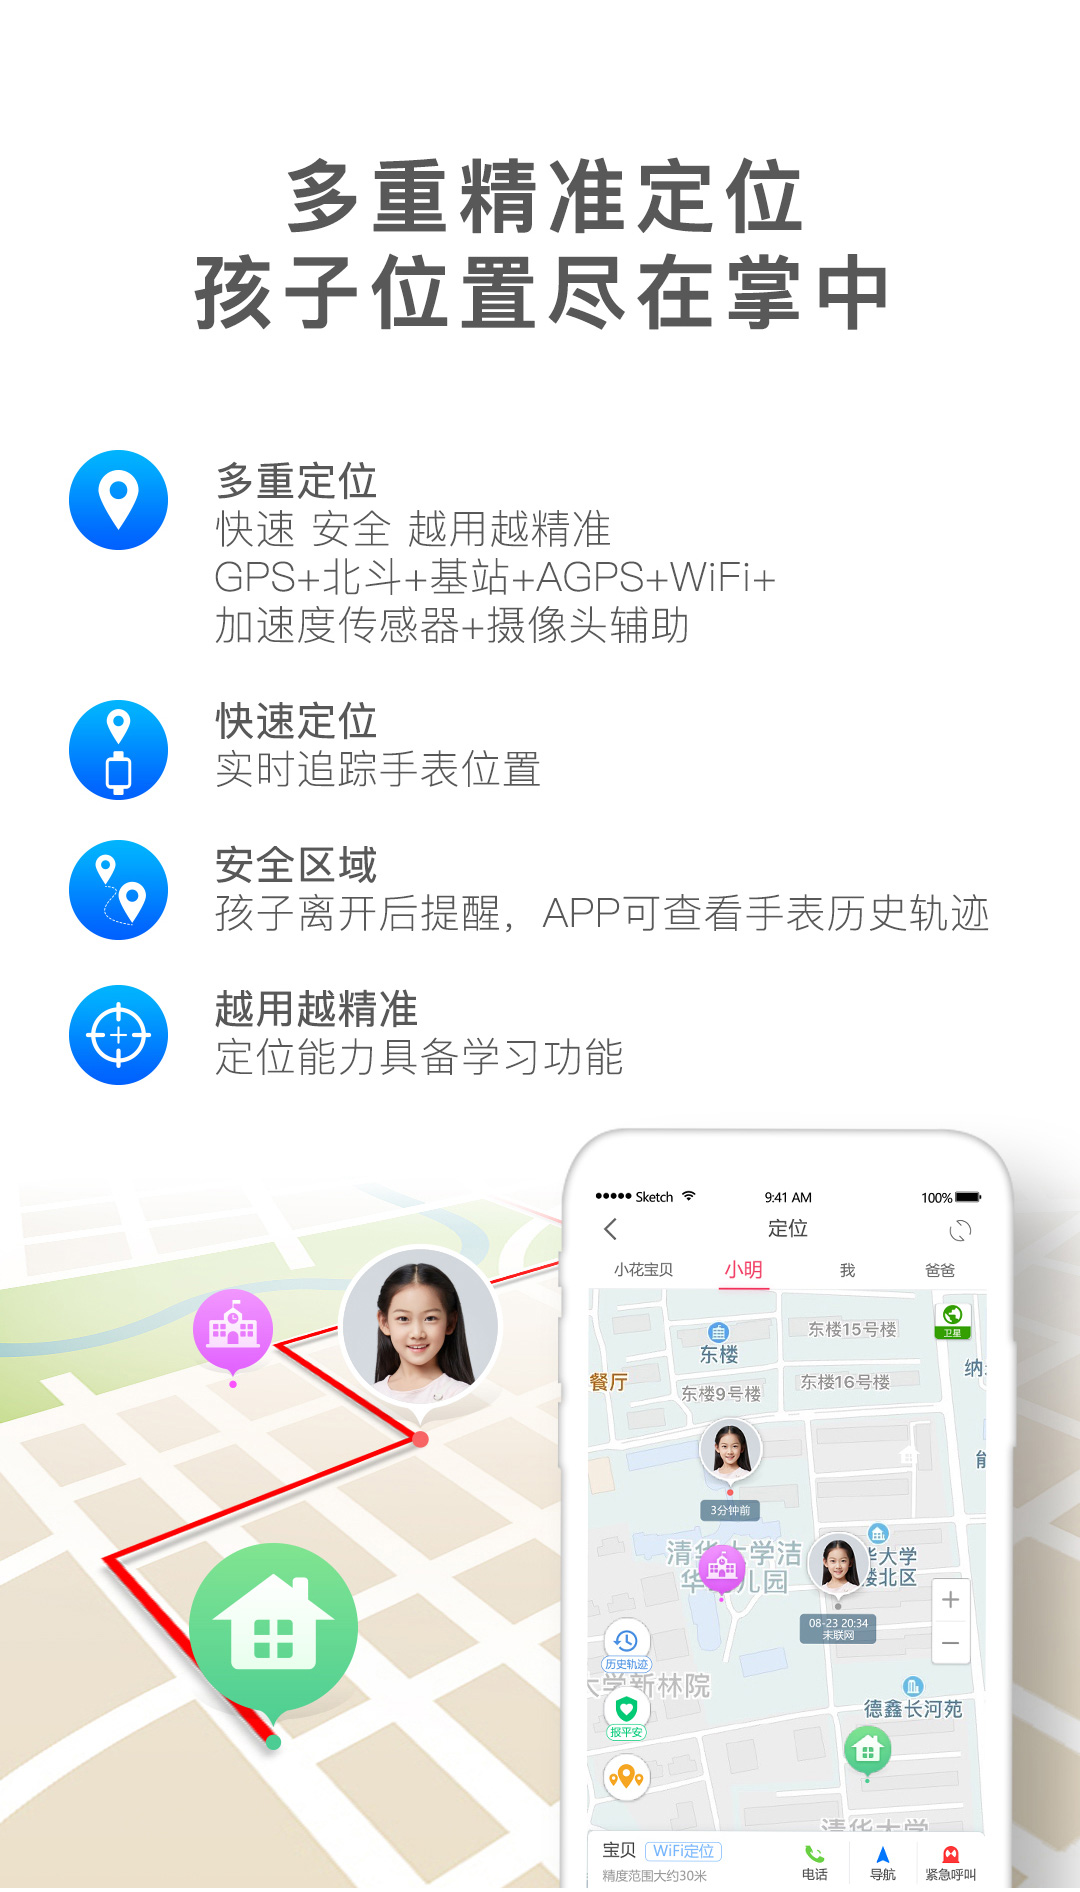 多重精准定位
孩子位置尽在掌中
多重定位
快速 安全 越用越精准
GPS+北斗+基站+AGPS+WiFi+
加速度传感器+摄像头辅助
快速定位
实时追踪手表位置
安全区域
孩子离开后提醒，APP可查看手表历史轨迹
越用越精准
定位能力具备学习功能
Sketch 9:41 AM 100%
定位
小花宝贝 小明 我 爸爸
东楼15号楼
卫星
东楼
纳
餐厅
东楼9号楼
东楼16号楼
能
3分钟前
清华大学洁
华 儿园
华大学
楼北区
08-23 20:34
未联网
历史轨迹
大学新林院
报平安
德鑫长河苑
清华大学
宝贝 WiFi定位
精度范围大约30米
电话 导航 紧急呼叫